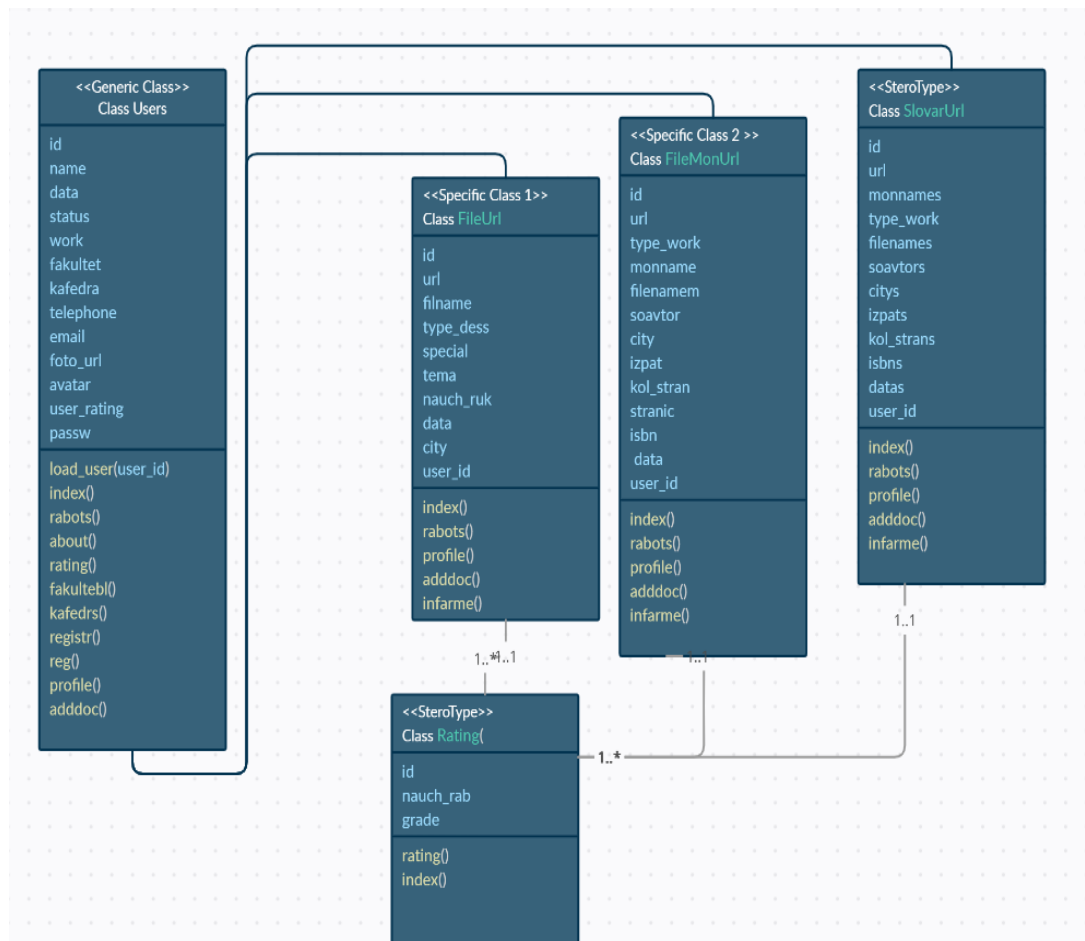 <<Generic Class>>
Class Users
id
name
data
status
work
fakultet
kafedra
telephone
email
foto_url
avatar
user_rating
passw
load_user(user_id)
index()
rabots()
about()
rating()
fakultebl()
kafedrs()
registr()
reg()
profile()
adddoc()
<<Specific Class 1>>
Class FileUrl
id
url
filname
type_dess
special
tema
nauch_ruk
data
city
user_id
index()
rabots()
profile()
adddoc()
infarme()
<<Specific Class 2 >>
Class FileMonUrl
id
url
type_work
monname
filenamem
soavtor
city
izpat
kol_stran
stranic
isbn
data
user_id
index()
rabots()
profile()
adddoc()
infarme()
<<SteroType>>
Class SlovarUrl
id
url
monnames
type_work
filenames
soavtors
citys
izpats
kol_strans
isbns
datas
user_id
index()
rabots()
profile()
adddoc()
infarme()
1..1
1..*
1..1
1..1
1..*
<<SteroType>>
Class Rating(
id
nauch_rab
grade
rating()
index()